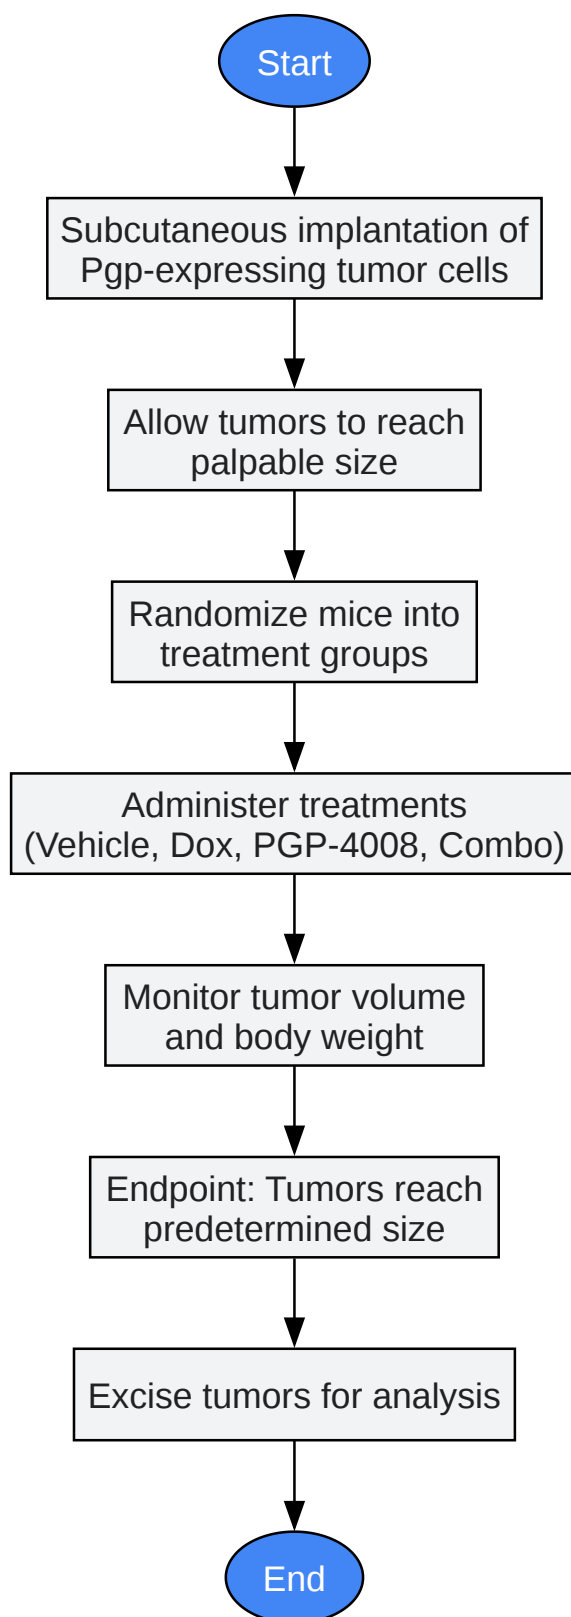 Start
Subcutaneous implantation of
Pgp-expressing tumor cells
Allow tumors to reach
palpable size
Randomize mice into
treatment groups
Administer treatments
(Vehicle, Dox, PGP-4008, Combo)
Monitor tumor volume
and body weight
Endpoint: Tumors reach
predetermined size
Excise tumors for analysis
End